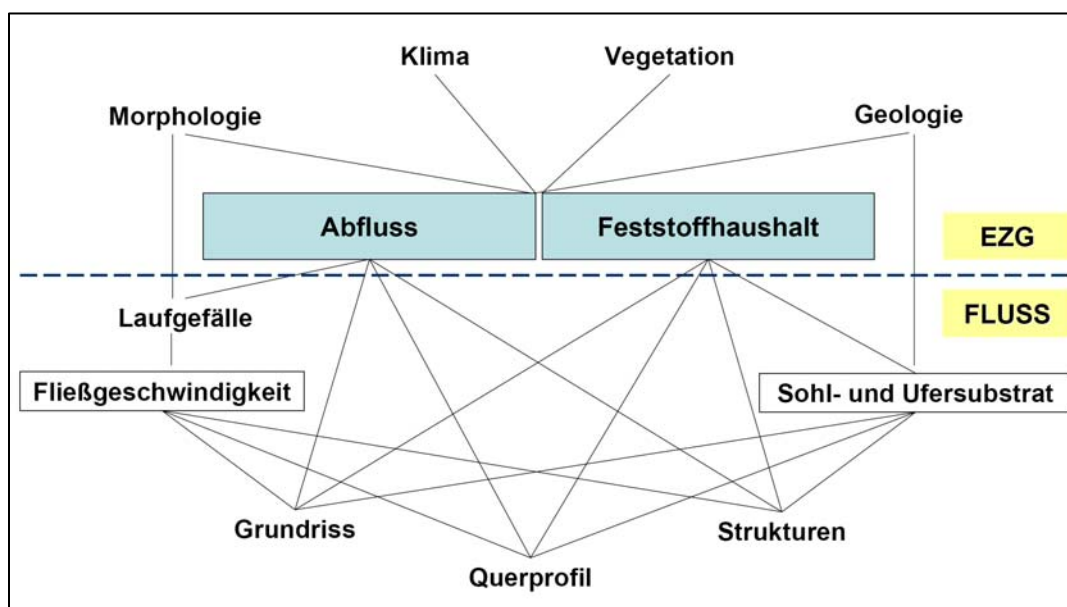 Klima
Vegetation
Morphologie
Geologie
Abfluss
Feststoffhaushalt
EZG
Laufgefälle
FLUSS
Fließgeschwindigkeit
Sohl- und Ufersubstrat
Grundriss
Strukturen
Querprofil